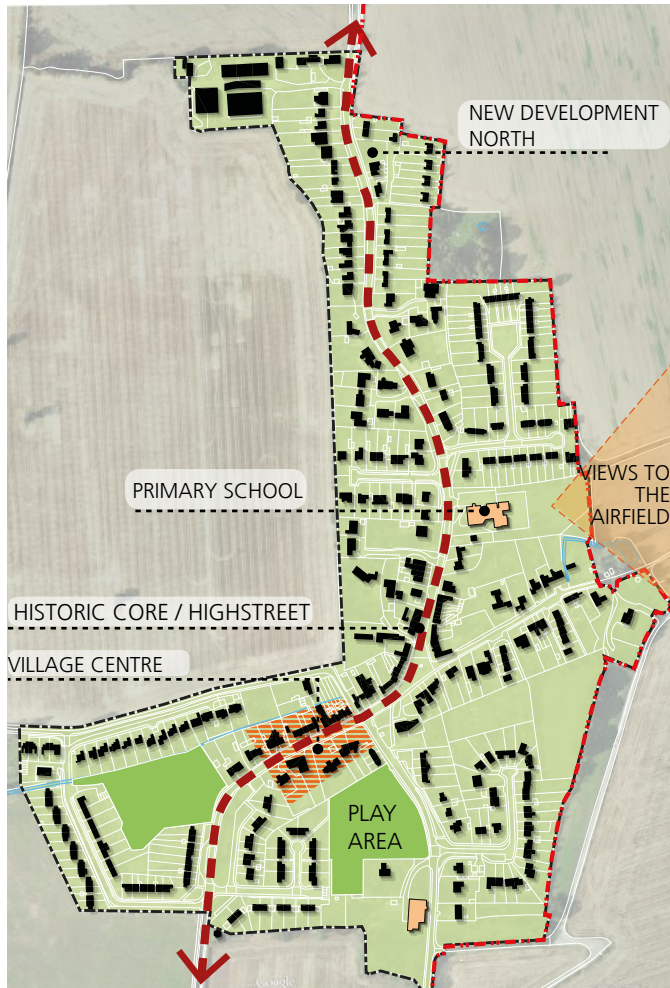 NEW DEVELOPMENT
NORTH
VIEWS TO
THE
AIRFIELD
PRIMARY SCHOOL
HISTORIC CORE / HIGHSTREET
VILLAGE CENTRE
PLAY
AREA
Google